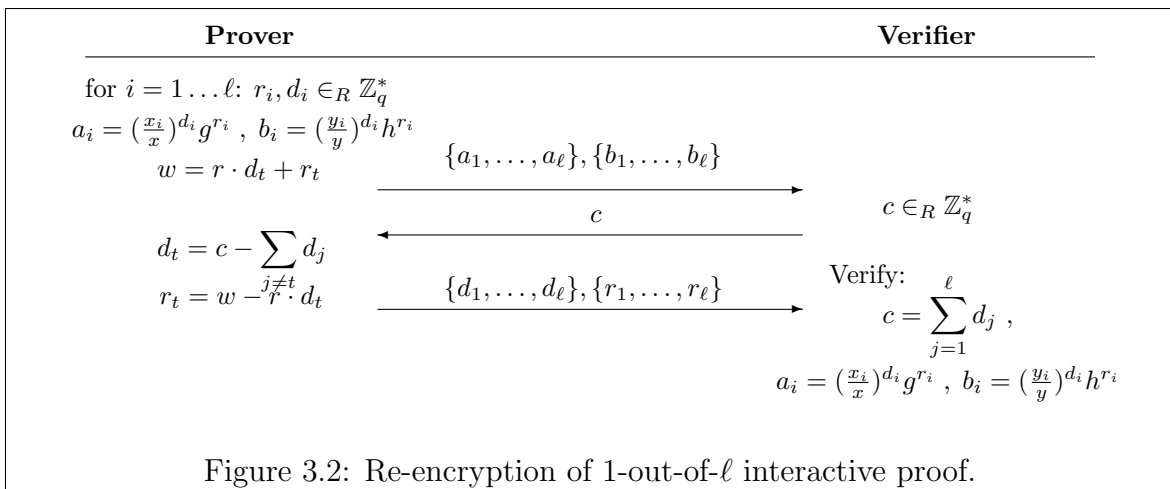 Prover Verifier
for i = 1 … ℓ: r_i, d_i ∈_R ℤ_q^*
a_i = (x_i/x)^{d_i} g^{r_i} , b_i = (y_i/y)^{d_i} h^{r_i}
w = r · d_t + r_t {a_1, …, a_ℓ}, {b_1, …, b_ℓ}
c c ∈_R ℤ_q^*
d_t = c − ∑_{j≠t} d_j
Verify:
r_t = w − r · d_t {d_1, …, d_ℓ}, {r_1, …, r_ℓ}
c = ∑_{j=1}^{ℓ} d_j ,
a_i = (x_i/x)^{d_i} g^{r_i} , b_i = (y_i/y)^{d_i} h^{r_i}
Figure 3.2: Re-encryption of 1-out-of-ℓ interactive proof.